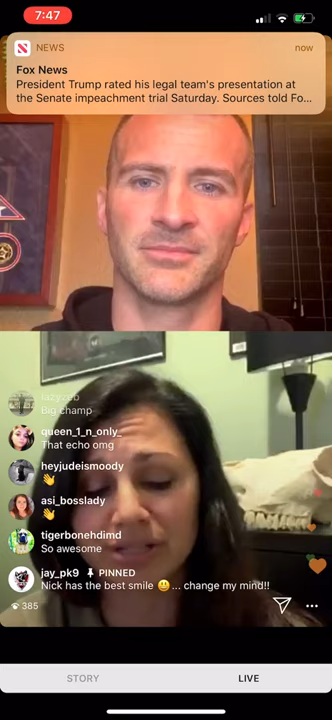 7:47
NEWS
now
Fox News
President Trump rated his legal team's presentation at
the Senate impeachment trial Saturday. Sources told Fo...
Big champ
queen_1_n_only_
That echo omg
heyjudeismoody
👋
asi_bosslady
👋
tigerbonehdimd
So awesome
jay_pk9 📌 PINNED
Nick has the best smile 😃 ... change my mind!!
385
STORY
LIVE